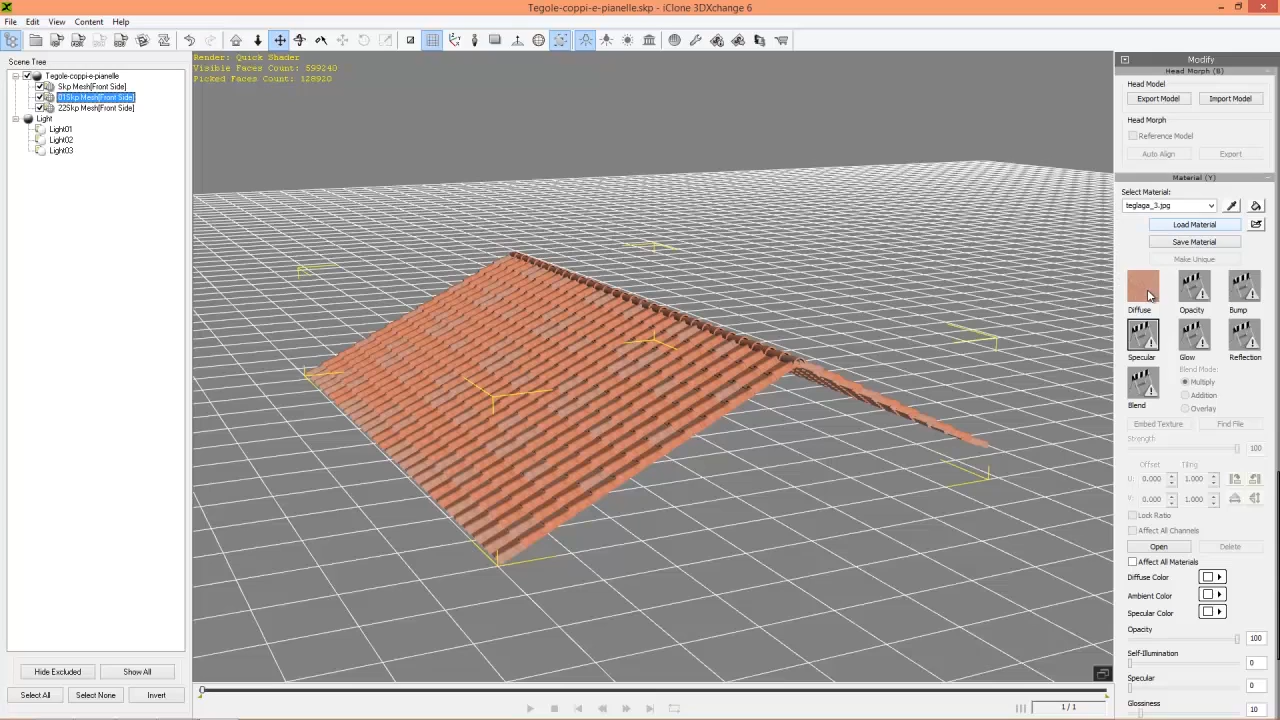 Tegole-coppi-e-pianelle.skp - iClone 3DXchange 6
File Edit View Content Help
Scene Tree
Tegole-coppi-e-pianelle
Skp Mesh[Front Side]
01Skp Mesh[Front Side]
22Skp Mesh[Front Side]
Light
Light01
Light02
Light03
Hide Excluded Show All
Select All Select None Invert
Render: Quick Shader
Visible Faces Count: 599240
Picked Faces Count: 128920
1 / 1
Modify
Head Morph (B)
Head Model
Export Model Import Model
Head Morph
Reference Model
Auto Align Export
Material (Y)
Select Material:
teglaga_3.jpg
Load Material
Save Material
Make Unique
Diffuse Opacity Bump
Specular Glow Reflection
Blend Mode:
Multiply
Addition
Blend
Overlay
Embed Texture Find File
Strength:
100
Offset Tiling
U: 0.000 1.000
V: 0.000 1.000
Lock Ratio
Affect All Channels
Open Delete
Affect All Materials
Diffuse Color
Ambient Color
Specular Color
Opacity
100
Self-Illumination
0
Specular
0
Glossiness
10